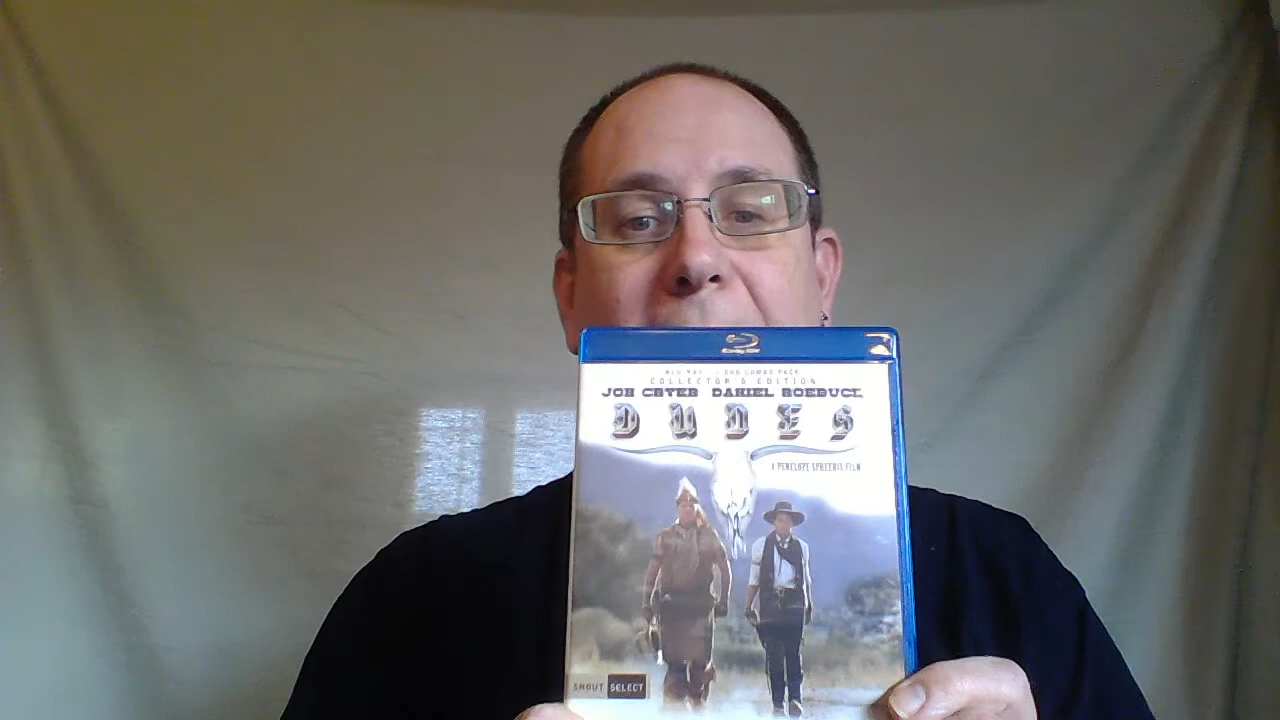 BLU-RAY + DVD COMBO PACK
COLLECTOR'S EDITION
JON CRYER DANIEL ROEBUCK
DUDES
A PENELOPE SPHEERIS FILM
SHOUT SELECT